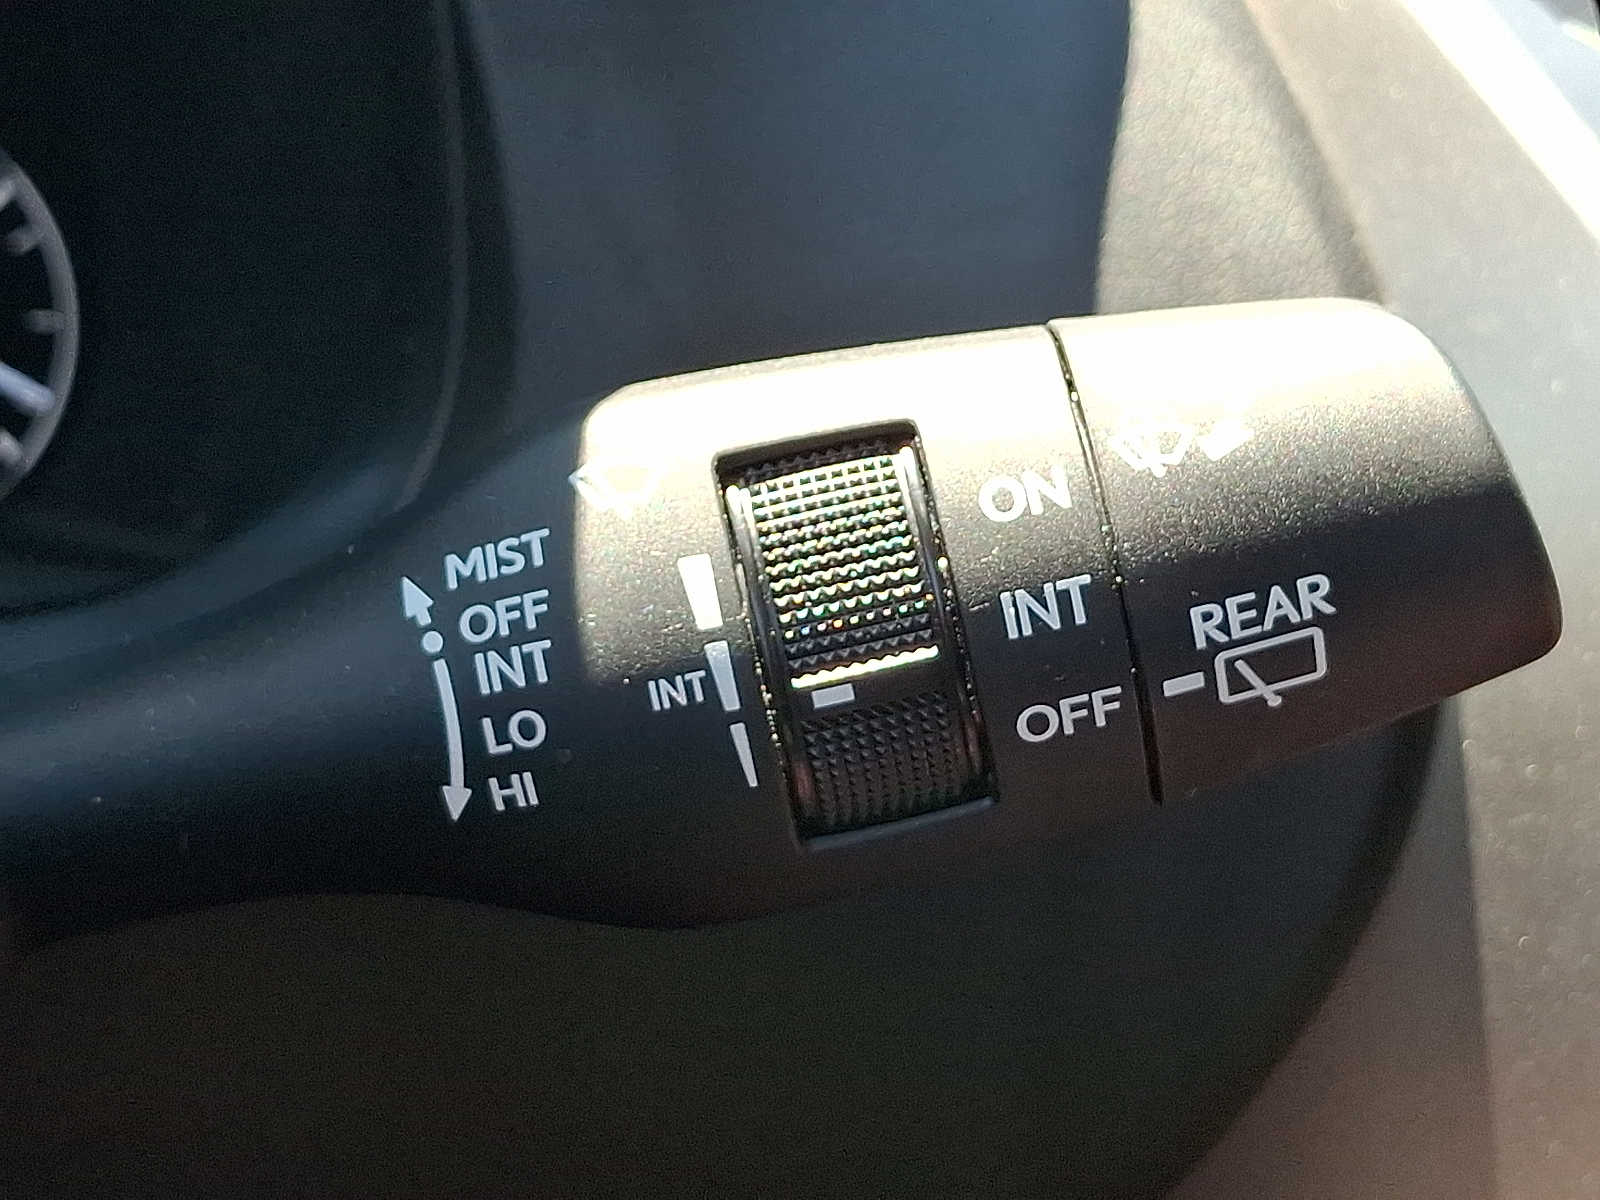 MIST
OFF
INT
LO
HI
INT
ON
INT
OFF
REAR